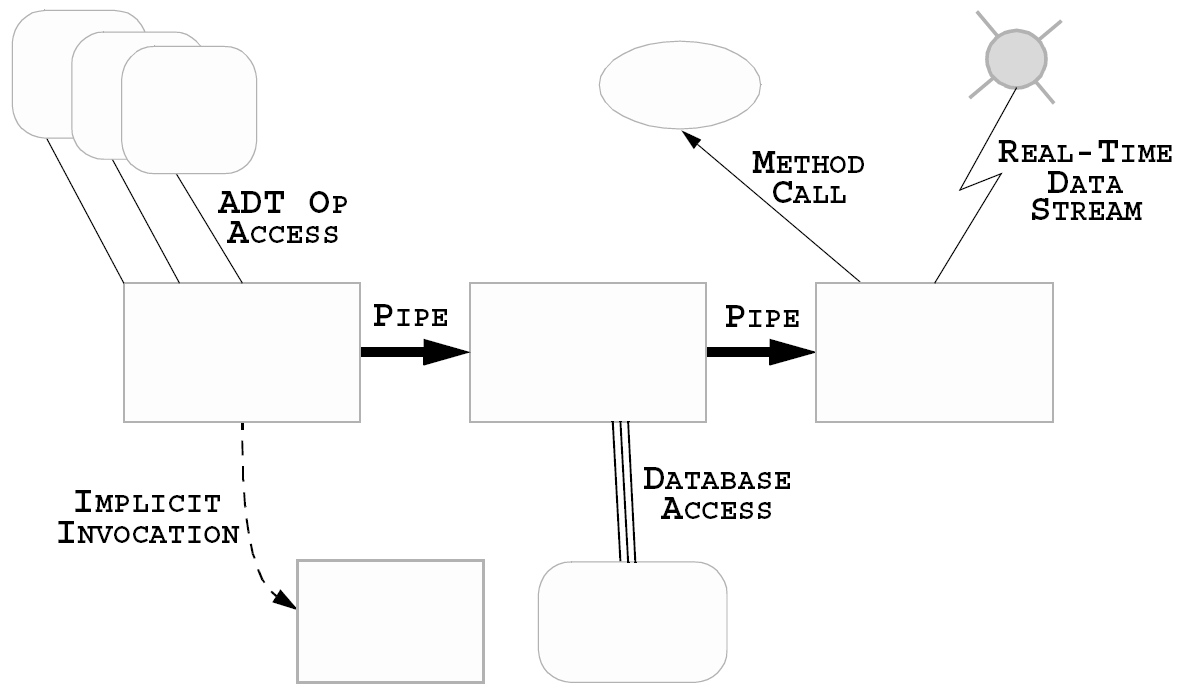 ADT Op
Access
Method
Call
Real-Time
Data
Stream
Pipe
Pipe
Implicit
Invocation
Database
Access